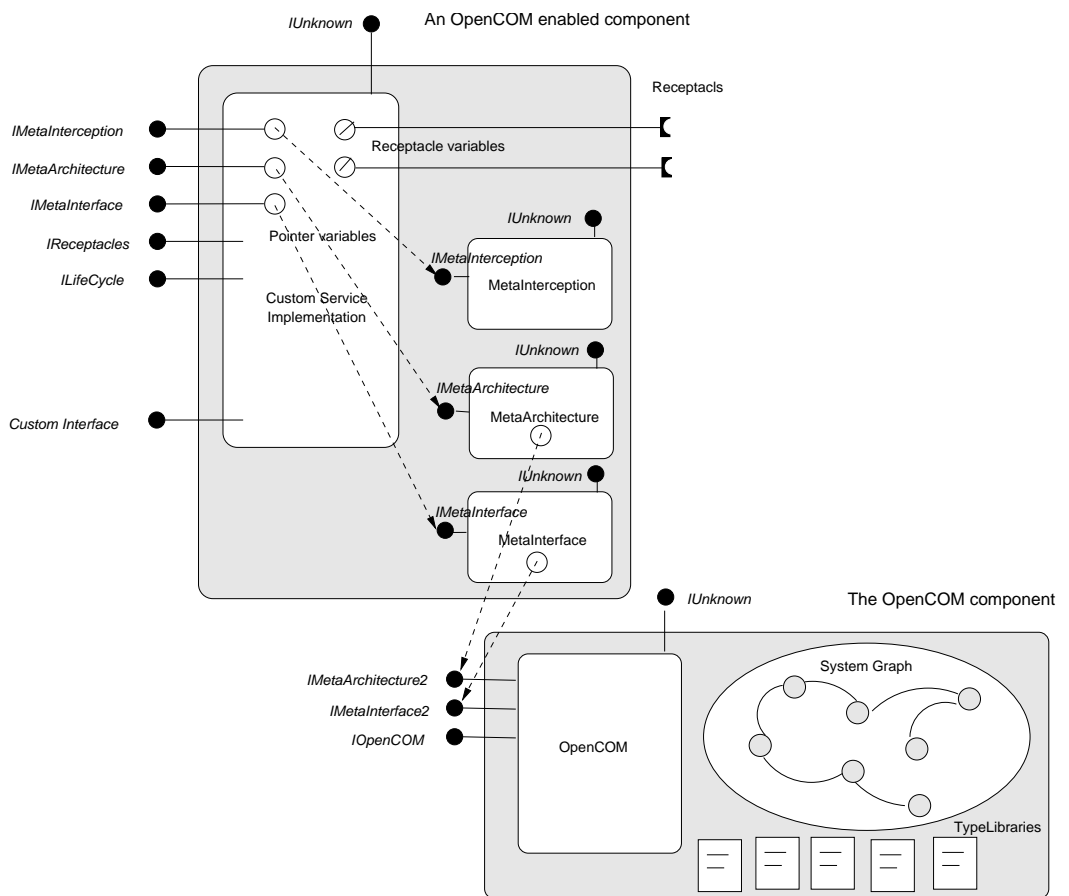 An OpenCOM enabled component
IUnknown
Receptacls
IMetaInterception
IMetaArchitecture
IMetaInterface
IReceptacles
ILifeCycle
Custom Interface
Receptacle variables
Pointer variables
Custom Service
Implementation
IUnknown
IMetaInterception
MetaInterception
IUnknown
IMetaArchitecture
MetaArchitecture
IUnknown
IMetaInterface
MetaInterface
IUnknown
The OpenCOM component
IMetaArchitecture2
IMetaInterface2
IOpenCOM
OpenCOM
System Graph
TypeLibraries